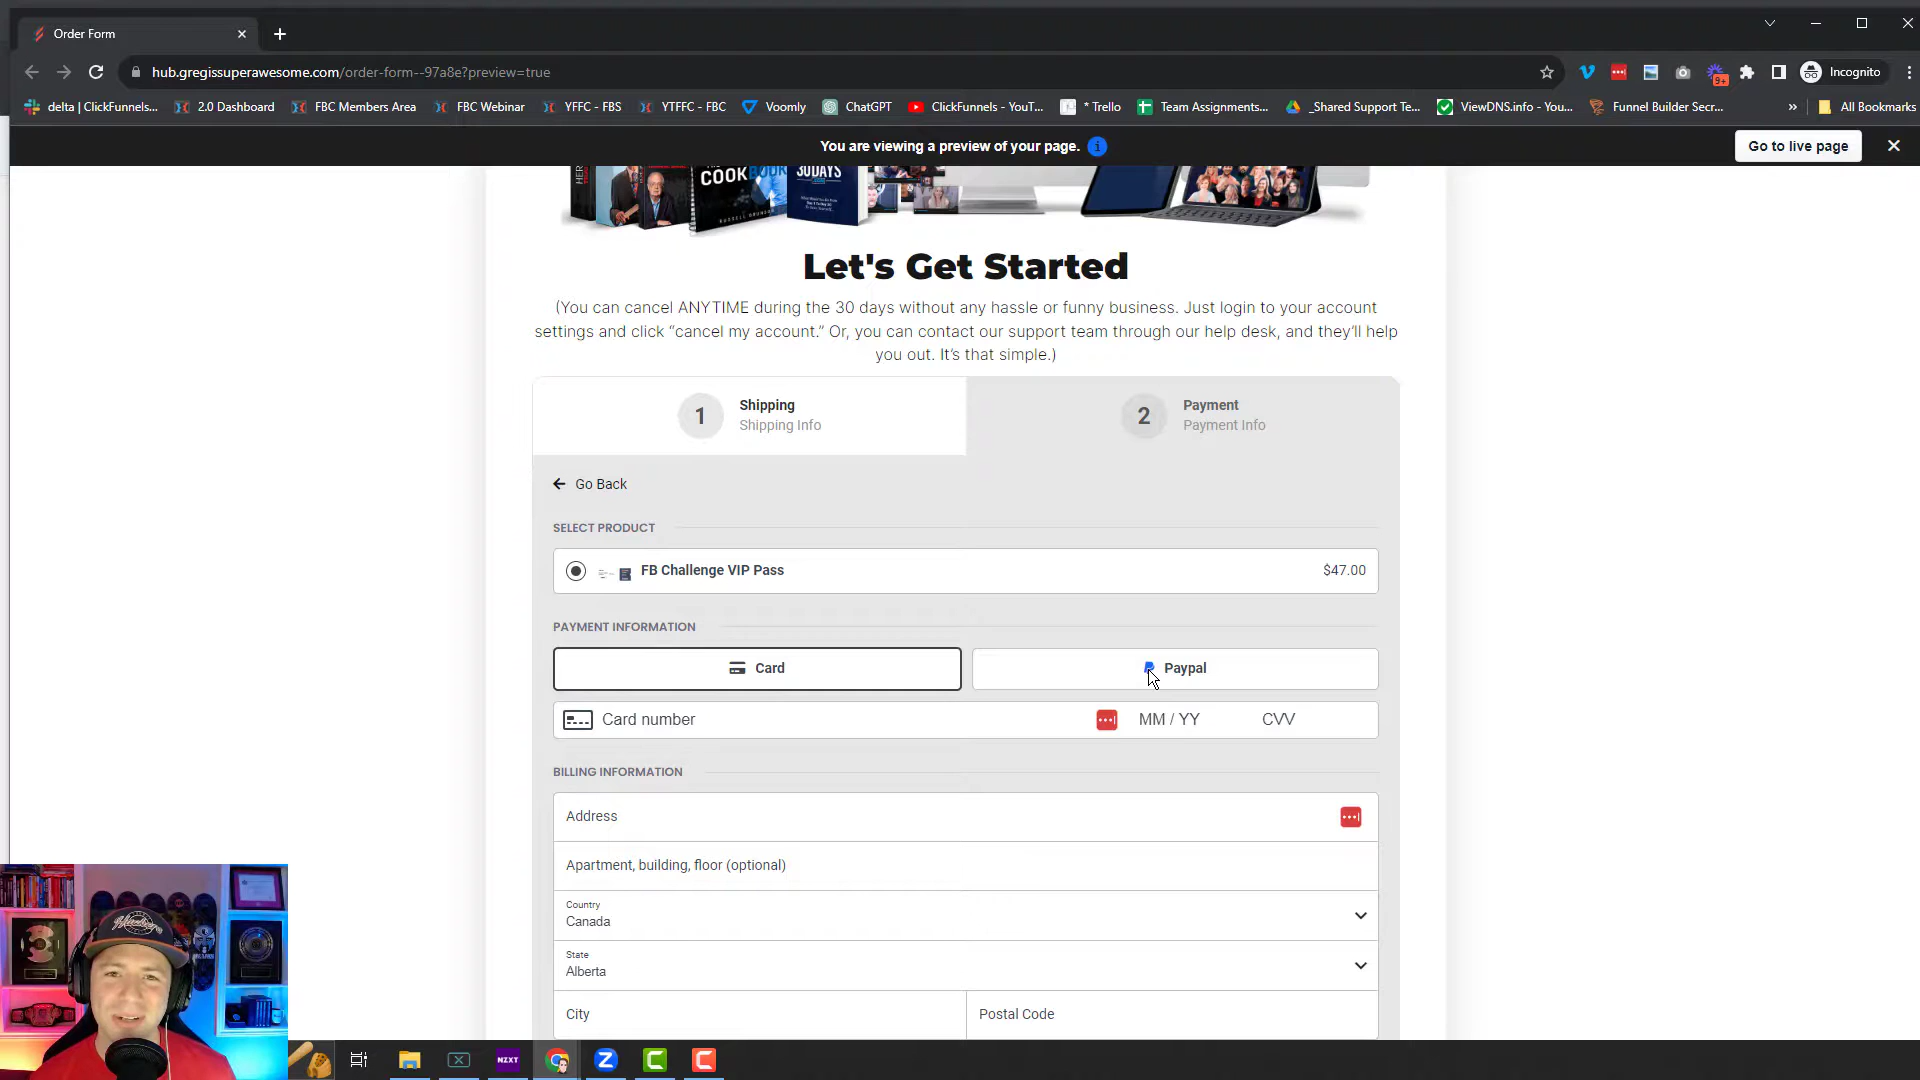 Order Form
hub.gregissuperawesome.com/order-form--97a8e?preview=true
9+
Incognito
delta | ClickFunnels...
2.0 Dashboard
FBC Members Area
FBC Webinar
YFFC - FBS
YTFFC - FBC
Voomly
ChatGPT
ClickFunnels - YouT...
* Trello
Team Assignments...
_Shared Support Te...
ViewDNS.info - You...
Funnel Builder Secr...
»
All Bookmarks
You are viewing a preview of your page.
Go to live page
COOKBOOK
30DAYS
Let's Get Started
(You can cancel ANYTIME during the 30 days without any hassle or funny business. Just login to your account
settings and click “cancel my account.” Or, you can contact our support team through our help desk, and they’ll help
you out. It’s that simple.)
1
Shipping
Shipping Info
2
Payment
Payment Info
Go Back
SELECT PRODUCT
FB Challenge VIP Pass
$47.00
PAYMENT INFORMATION
Card
Paypal
Card number
MM / YY
CVV
BILLING INFORMATION
Address
Apartment, building, floor (optional)
Country
Canada
State
Alberta
City
Postal Code
NZXT